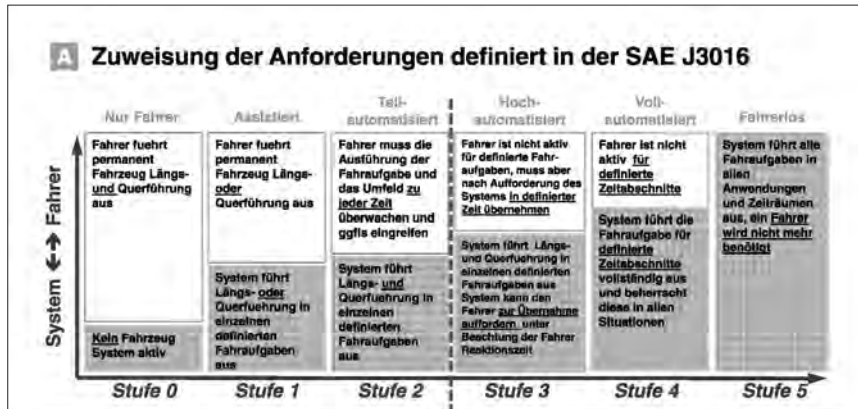 A Zuweisung der Anforderungen definiert in der SAE J3016
System ↔ Fahrer
Nur Fahrer
Fahrer fuehrt
permanent
Fahrzeug Längs-
und Querführung
aus
Kein Fahrzeug
System aktiv
Stufe 0
Assistiert
Fahrer fuehrt
permanent
Fahrzeug Längs-
oder
Querführung aus
System führt
Längs- oder
Querfuehrung in
einzelnen
definierten
Fahraufgaben
aus
Stufe 1
Teil-
automatisiert
Fahrer muss die
Ausführung der
Fahraufgabe und
das Umfeld zu
jeder Zeit
überwachen und
ggfls eingreifen
System führt
Längs- und
Querfuehrung in
einzelnen
definierten
Fahraufgaben
aus
Stufe 2
Hoch-
automatisiert
Fahrer ist nicht aktiv
für definierte Fahr-
aufgaben, muss aber
nach Aufforderung des
Systems in definierter
Zeit übernehmen
System führt Längs-
und Querfuehrung in
einzelnen definierten
Fahraufgaben aus
System kann den
Fahrer zur Übernahme
auffordern unter
Beachtung der Fahrer
Reaktionszeit
Stufe 3
Voll-
automatisiert
Fahrer ist nicht
aktiv für
definierte
Zeitabschnitte
System führt die
Fahraufgabe für
definierte
Zeitabschnitte
vollständig aus
und beherrscht
diese in allen
Situationen
Stufe 4
Fahrerlos
System führt alle
Fahraufgaben in
allen
Anwendungen
und Zeiträumen
aus, ein Fahrer
wird nicht mehr
benötigt
Stufe 5